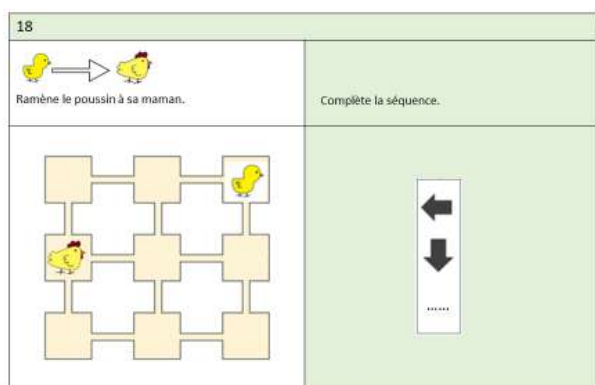 18
Ramène le poussin à sa maman.
Complète la séquence.
......